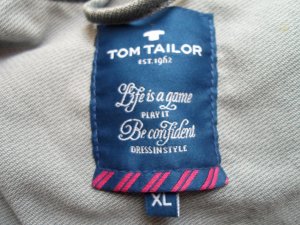 TOM TAILOR
EST. 1962
Life is a game
PLAY IT
Be confident
DRESS IN STYLE
XL